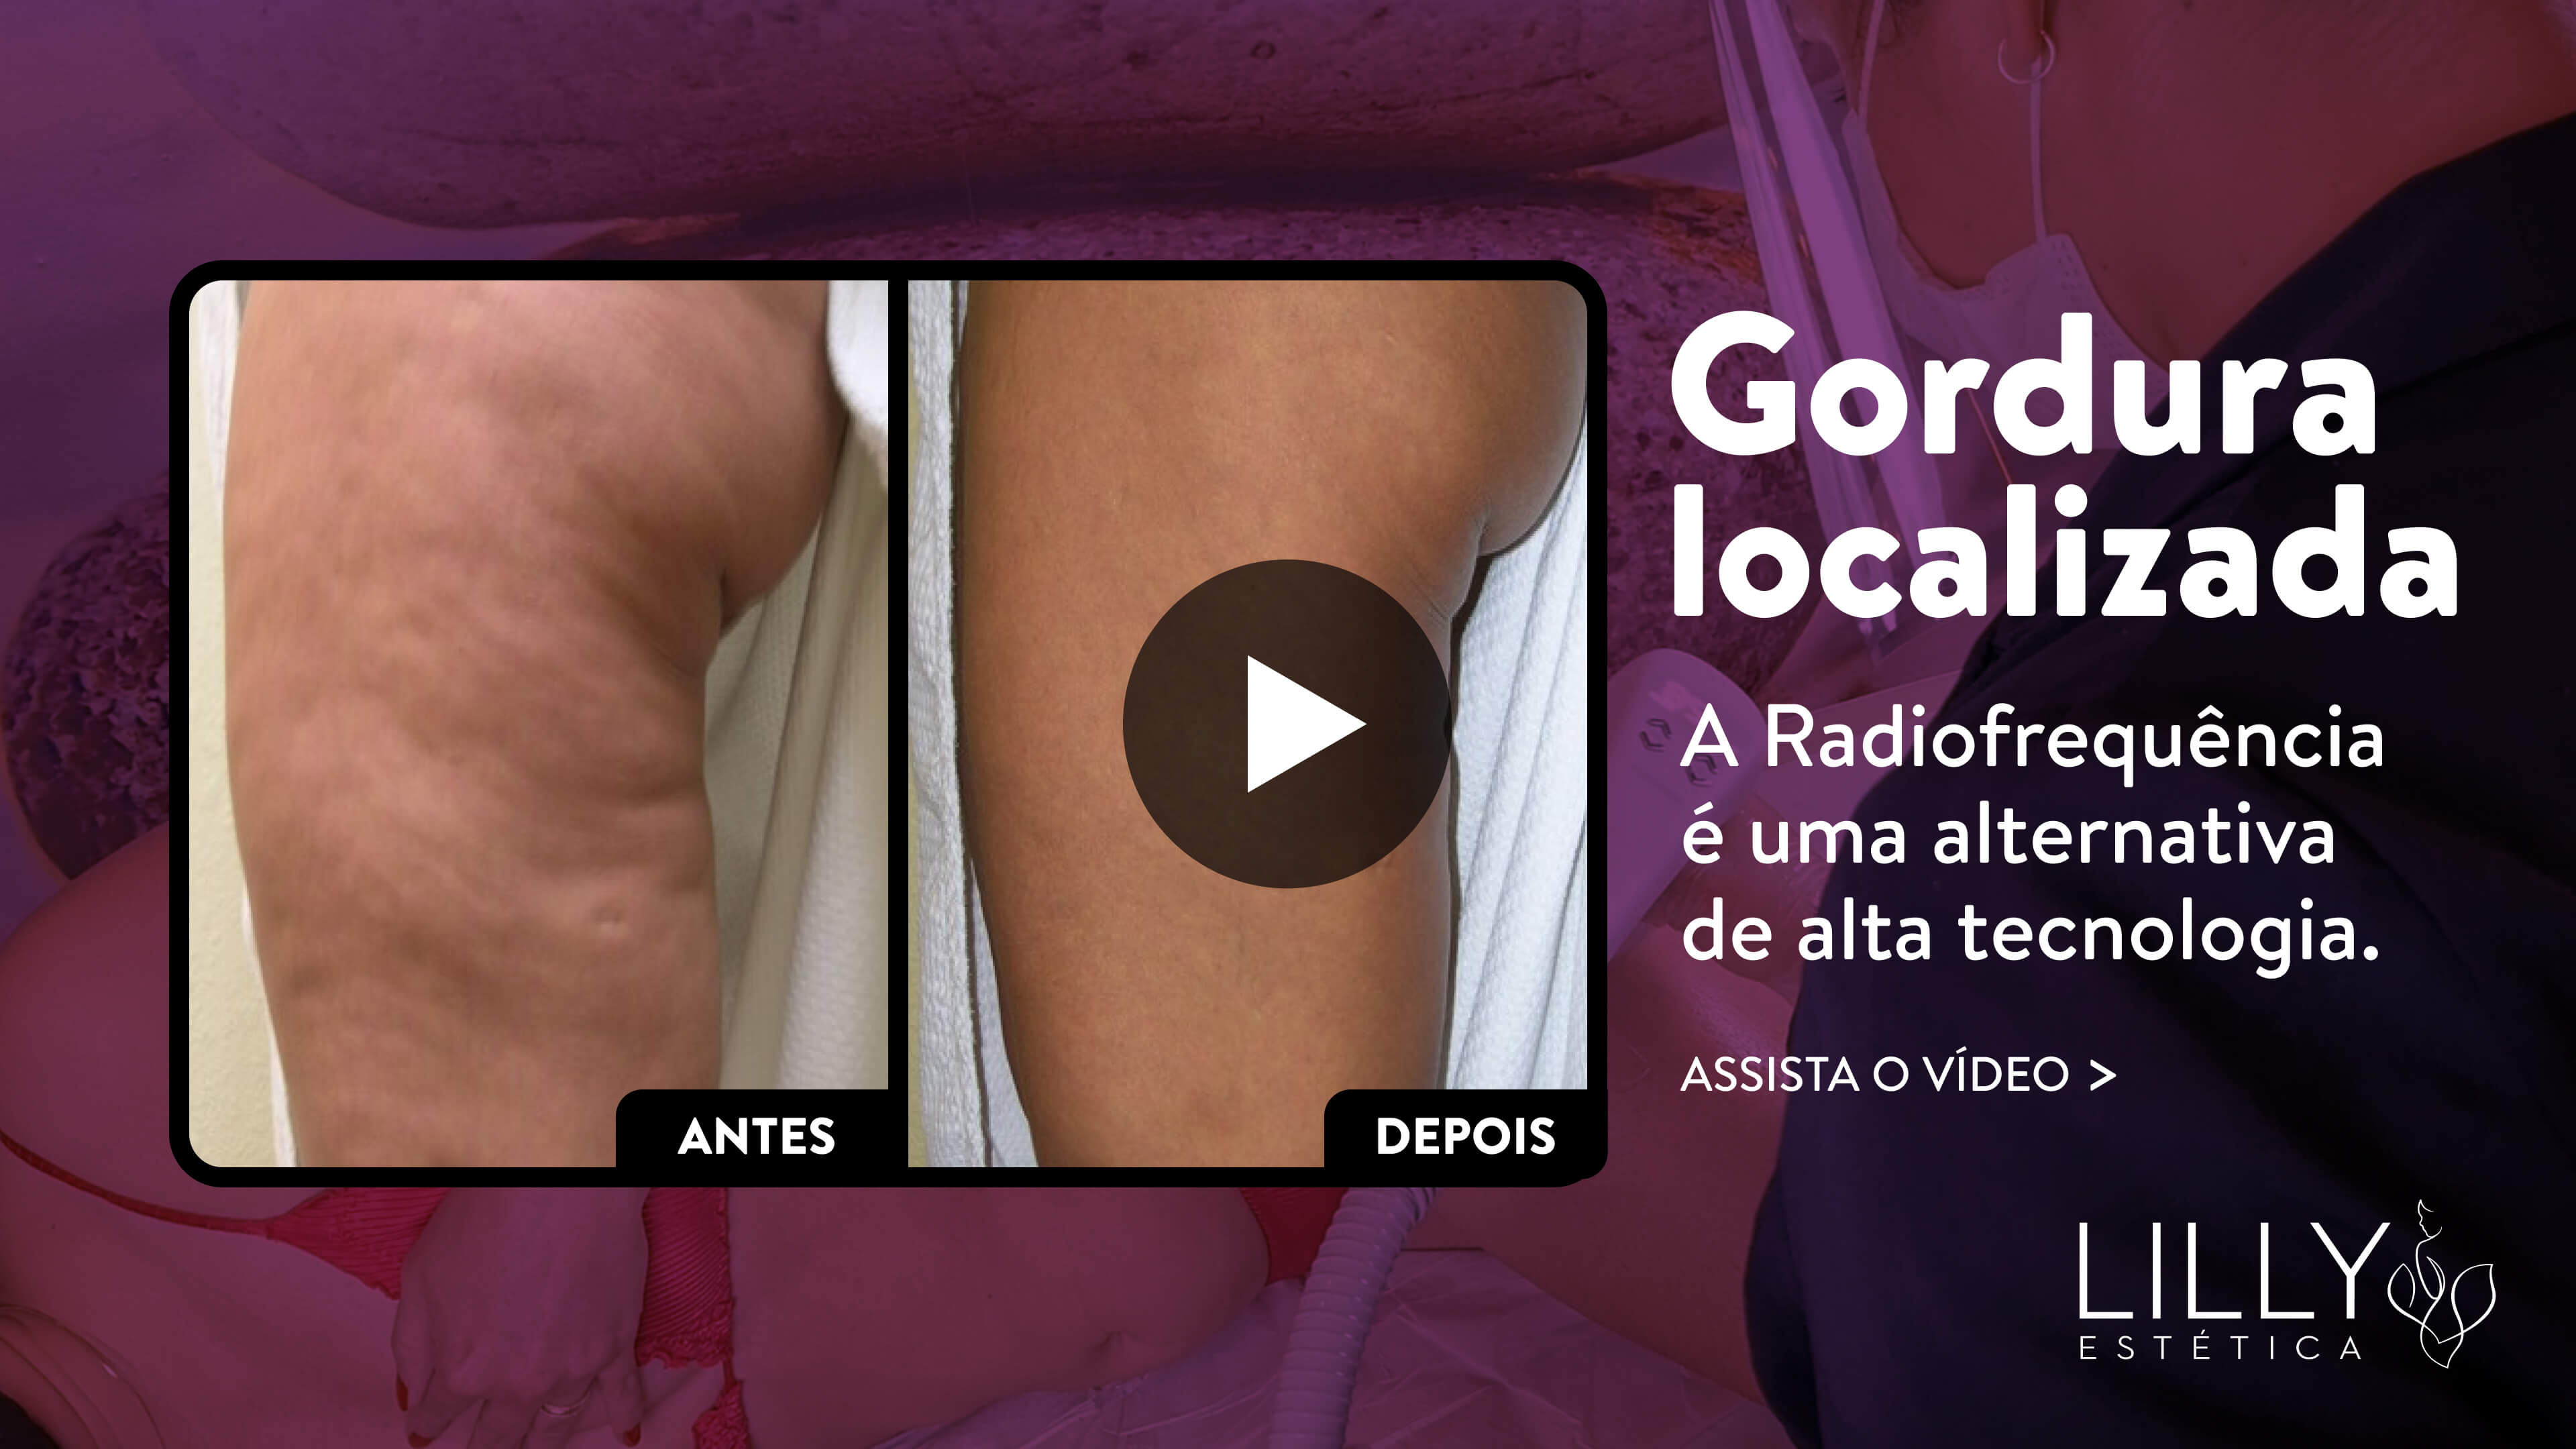 Gordura
localizada
A Radiofrequência
é uma alternativa
de alta tecnologia.
ASSISTA O VÍDEO >
ANTES
DEPOIS
LILLY
ESTÉTICA